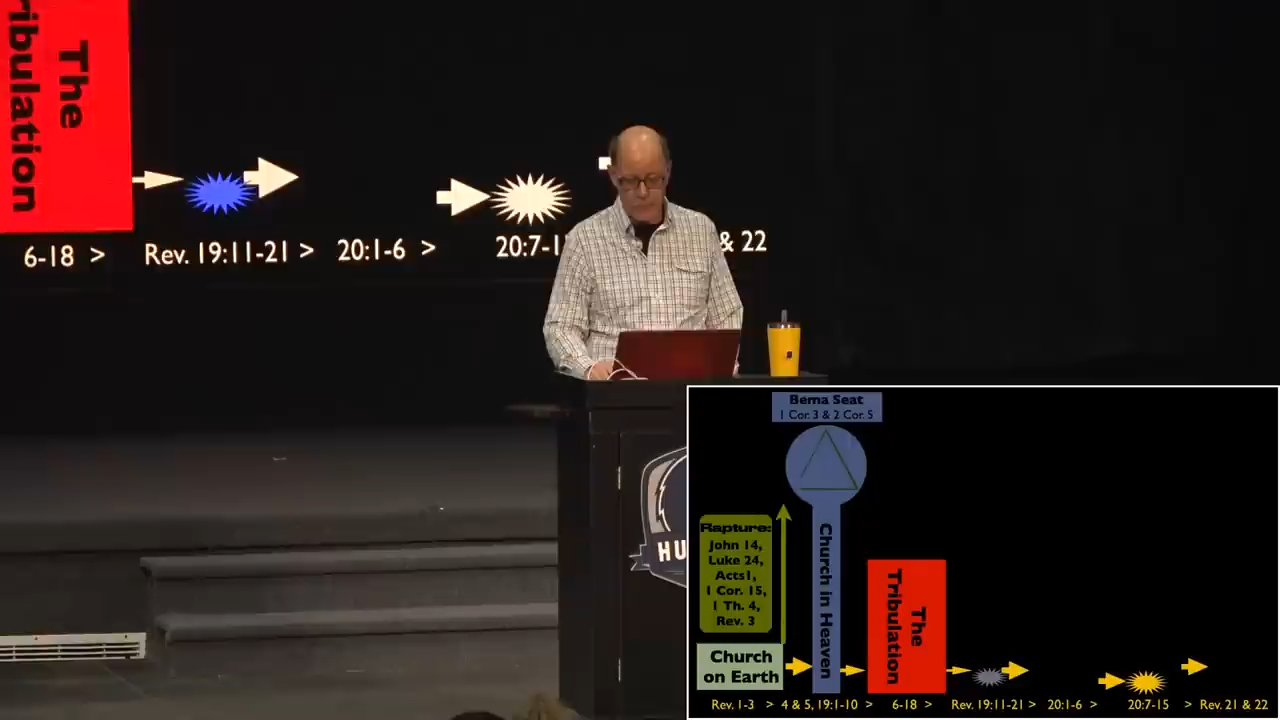 The
Tribulation
6-18 >
Rev. 19:11-21 >
20:1-6 >
& 22
HU
Bema Seat
1 Cor. 3 & 2 Cor. 5
Rapture:
John 14,
Luke 24,
Acts1,
1 Cor. 15,
1 Th. 4,
Rev. 3
Church in Heaven
The
Tribulation
Church
on Earth
Rev. 1-3 > 4 & 5, 19:1-10 > 6-18 > Rev. 19:11-21 > 20:1-6 > 20:7-15 > Rev. 21 & 22